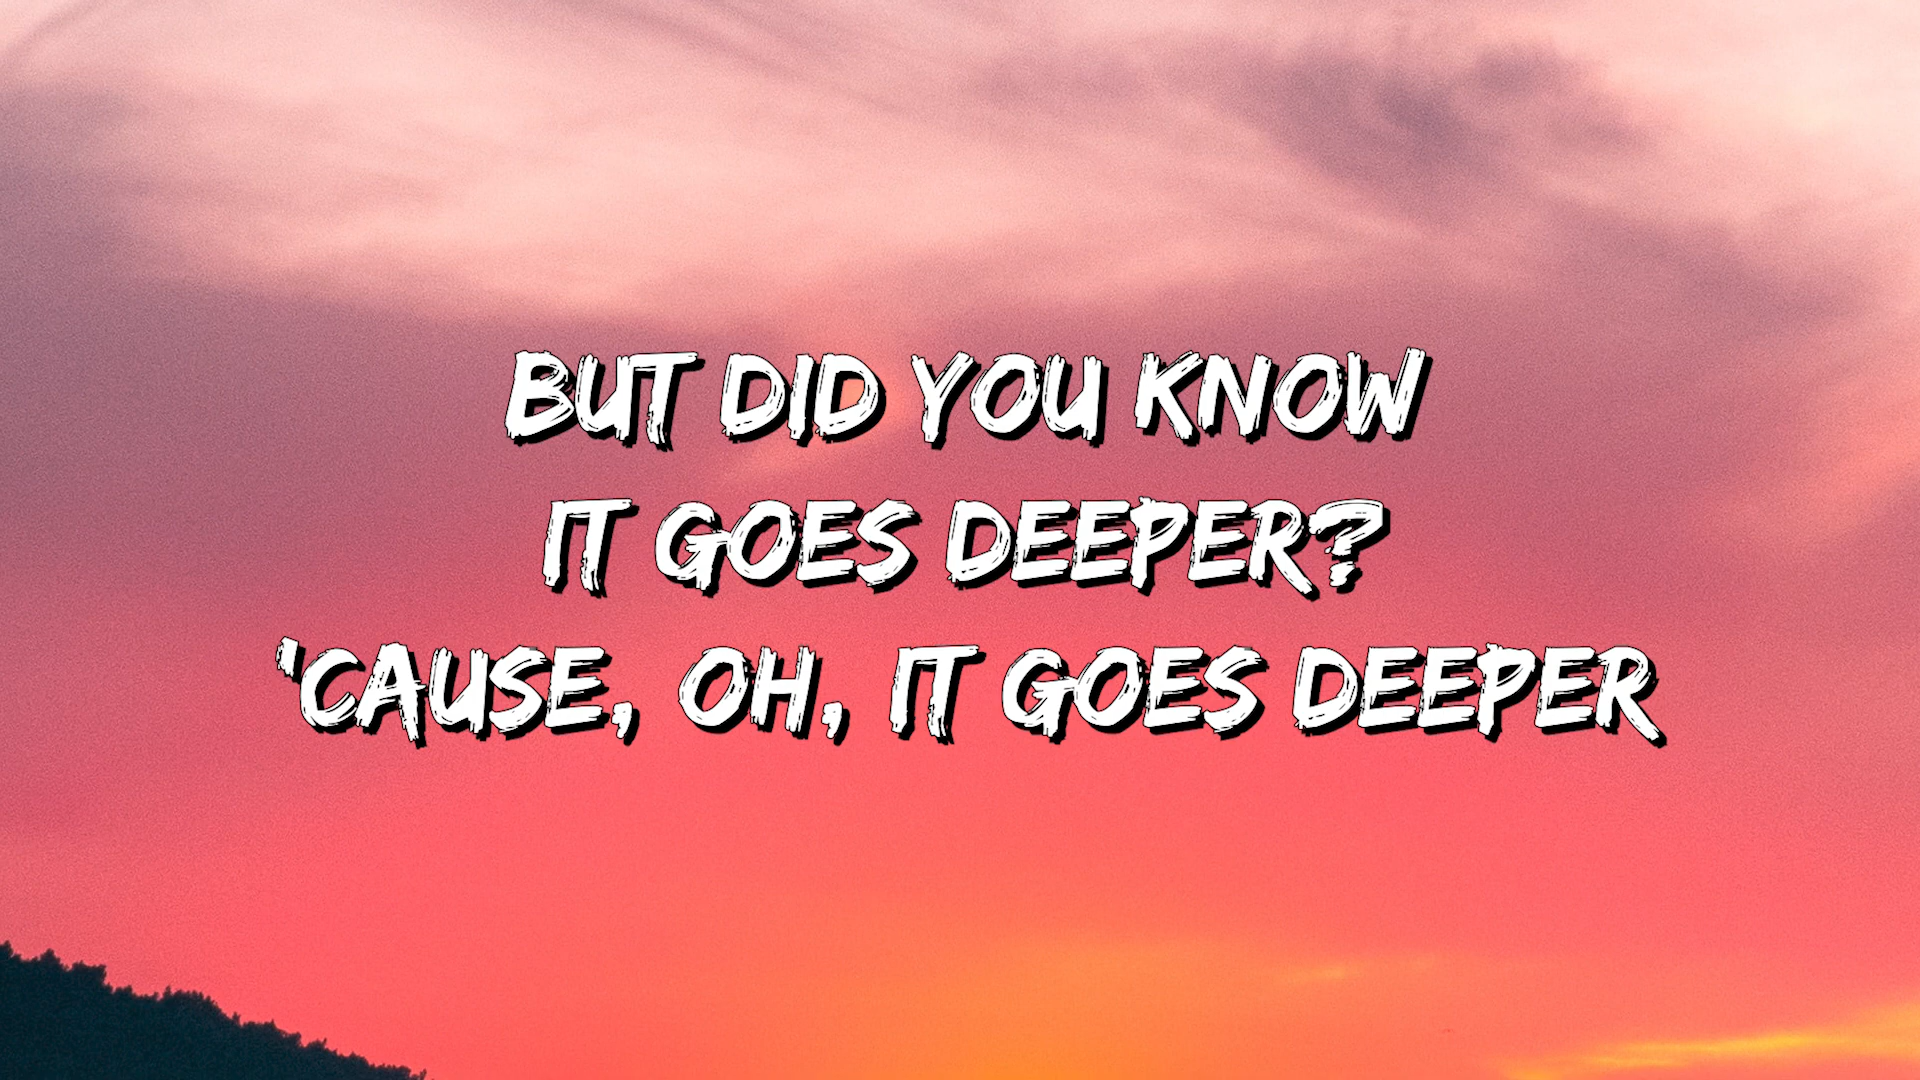 BUT DID YOU KNOW
IT GOES DEEPER?
'CAUSE, OH, IT GOES DEEPER